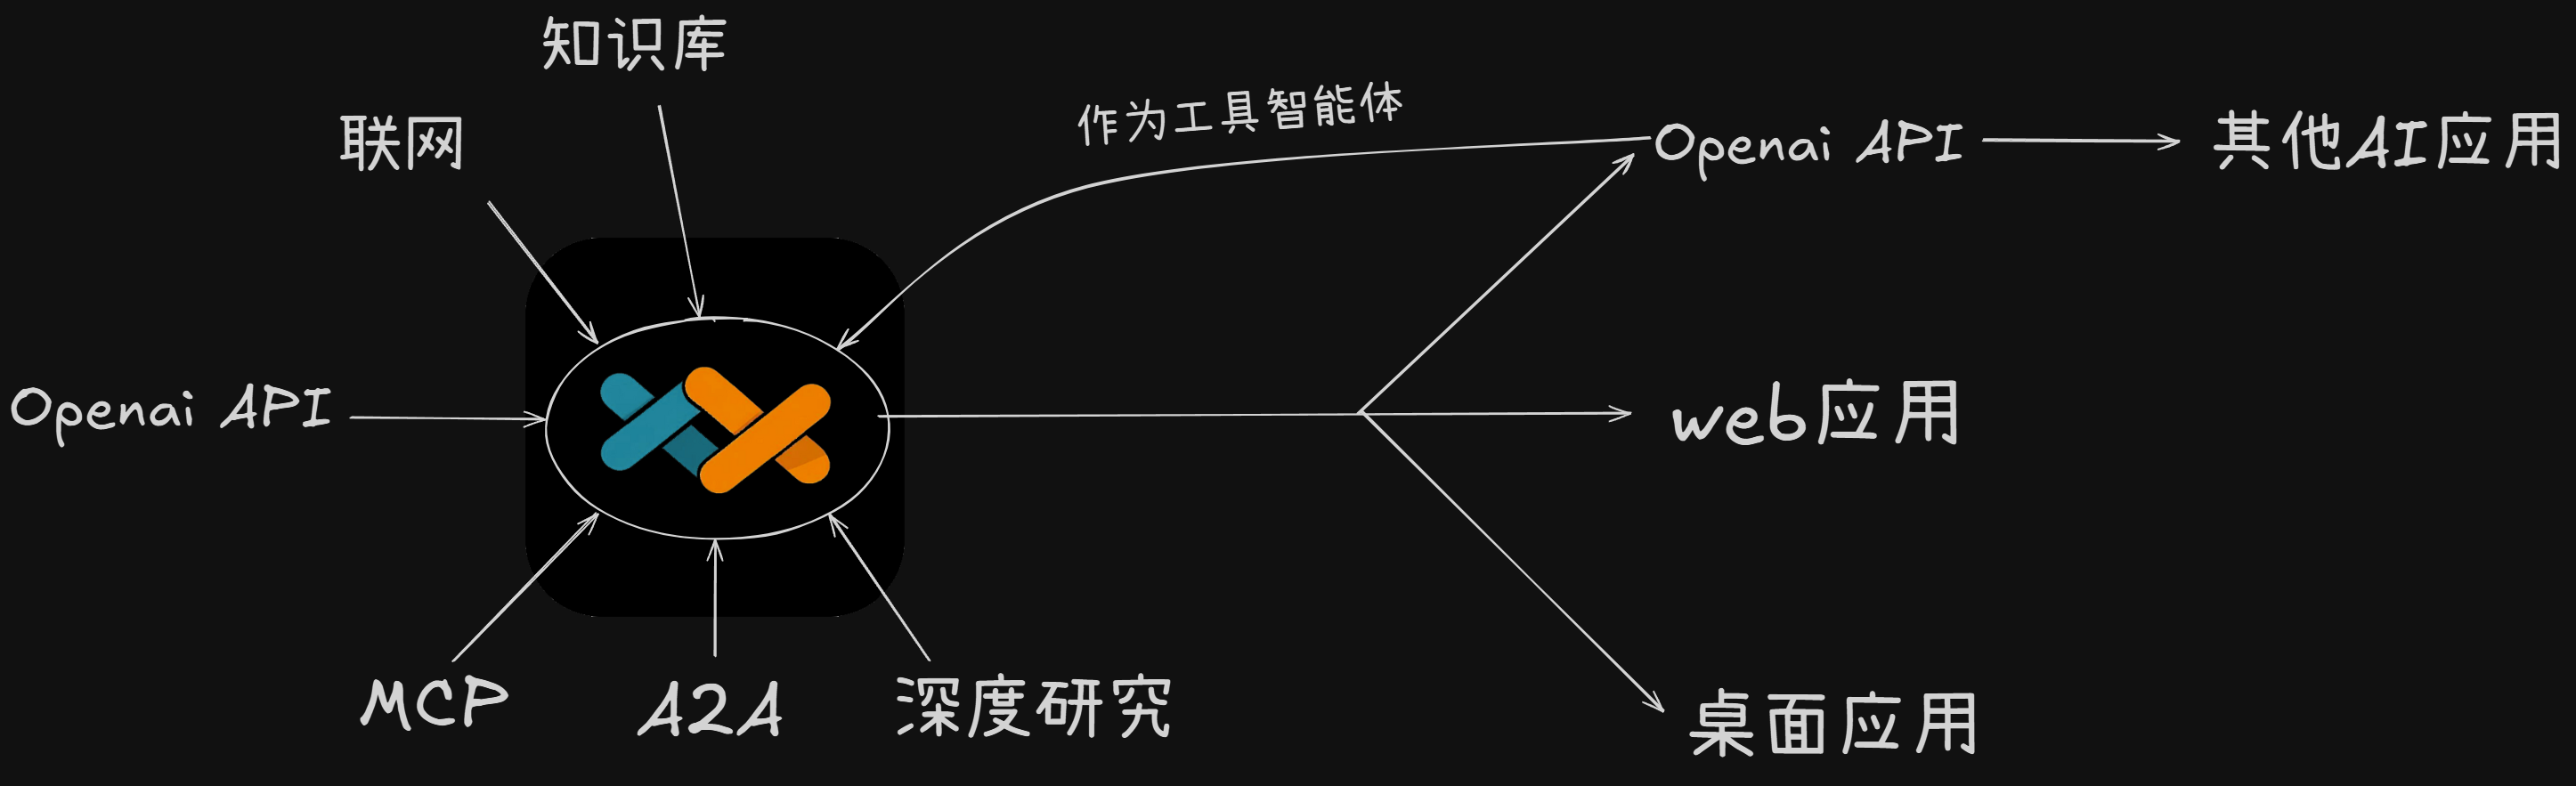 知识库
联网
作为工具智能体
Openai API
其他AI应用
Openai API
web应用
MCP
A2A
深度研究
桌面应用